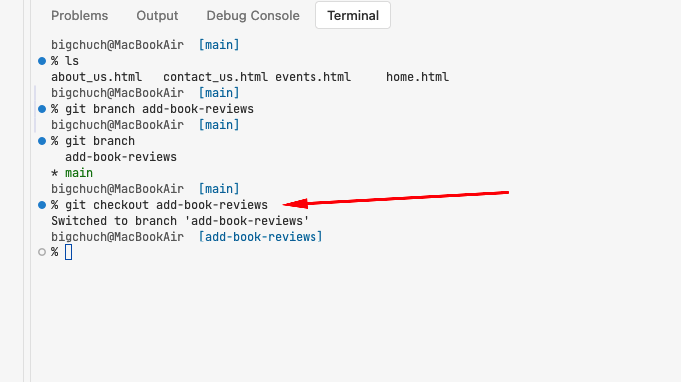 Problems Output Debug Console Terminal
bigchuch@MacBookAir [main]
% ls
about_us.html contact_us.html events.html home.html
bigchuch@MacBookAir [main]
% git branch add-book-reviews
bigchuch@MacBookAir [main]
% git branch
add-book-reviews
* main
bigchuch@MacBookAir [main]
% git checkout add-book-reviews
Switched to branch 'add-book-reviews'
bigchuch@MacBookAir [add-book-reviews]
%